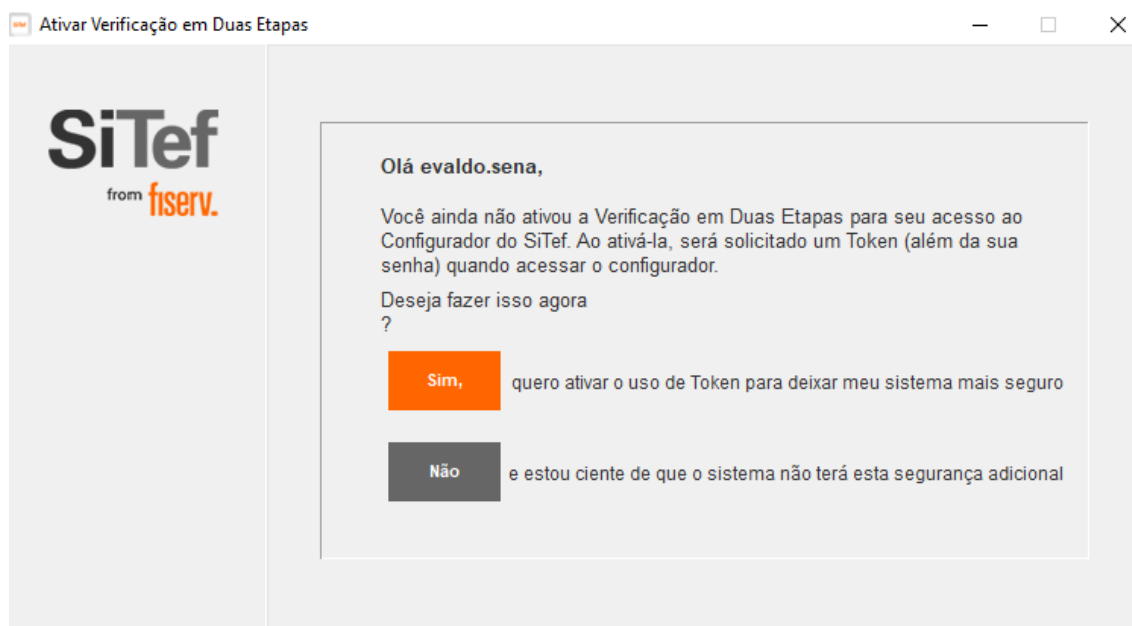 Ativar Verificação em Duas Etapas
SiTef
from fiserv.
Olá evaldo.sena,
Você ainda não ativou a Verificação em Duas Etapas para seu acesso ao
Configurador do SiTef. Ao ativá-la, será solicitado um Token (além da sua
senha) quando acessar o configurador.
Deseja fazer isso agora
?
Sim, quero ativar o uso de Token para deixar meu sistema mais seguro
Não e estou ciente de que o sistema não terá esta segurança adicional